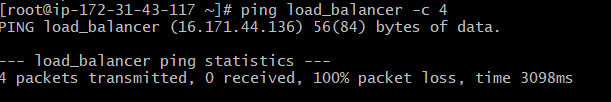 [root@ip-172-31-43-117 ~]# ping load_balancer -c 4
PING load_balancer (16.171.44.136) 56(84) bytes of data.
--- load_balancer ping statistics ---
4 packets transmitted, 0 received, 100% packet loss, time 3098ms